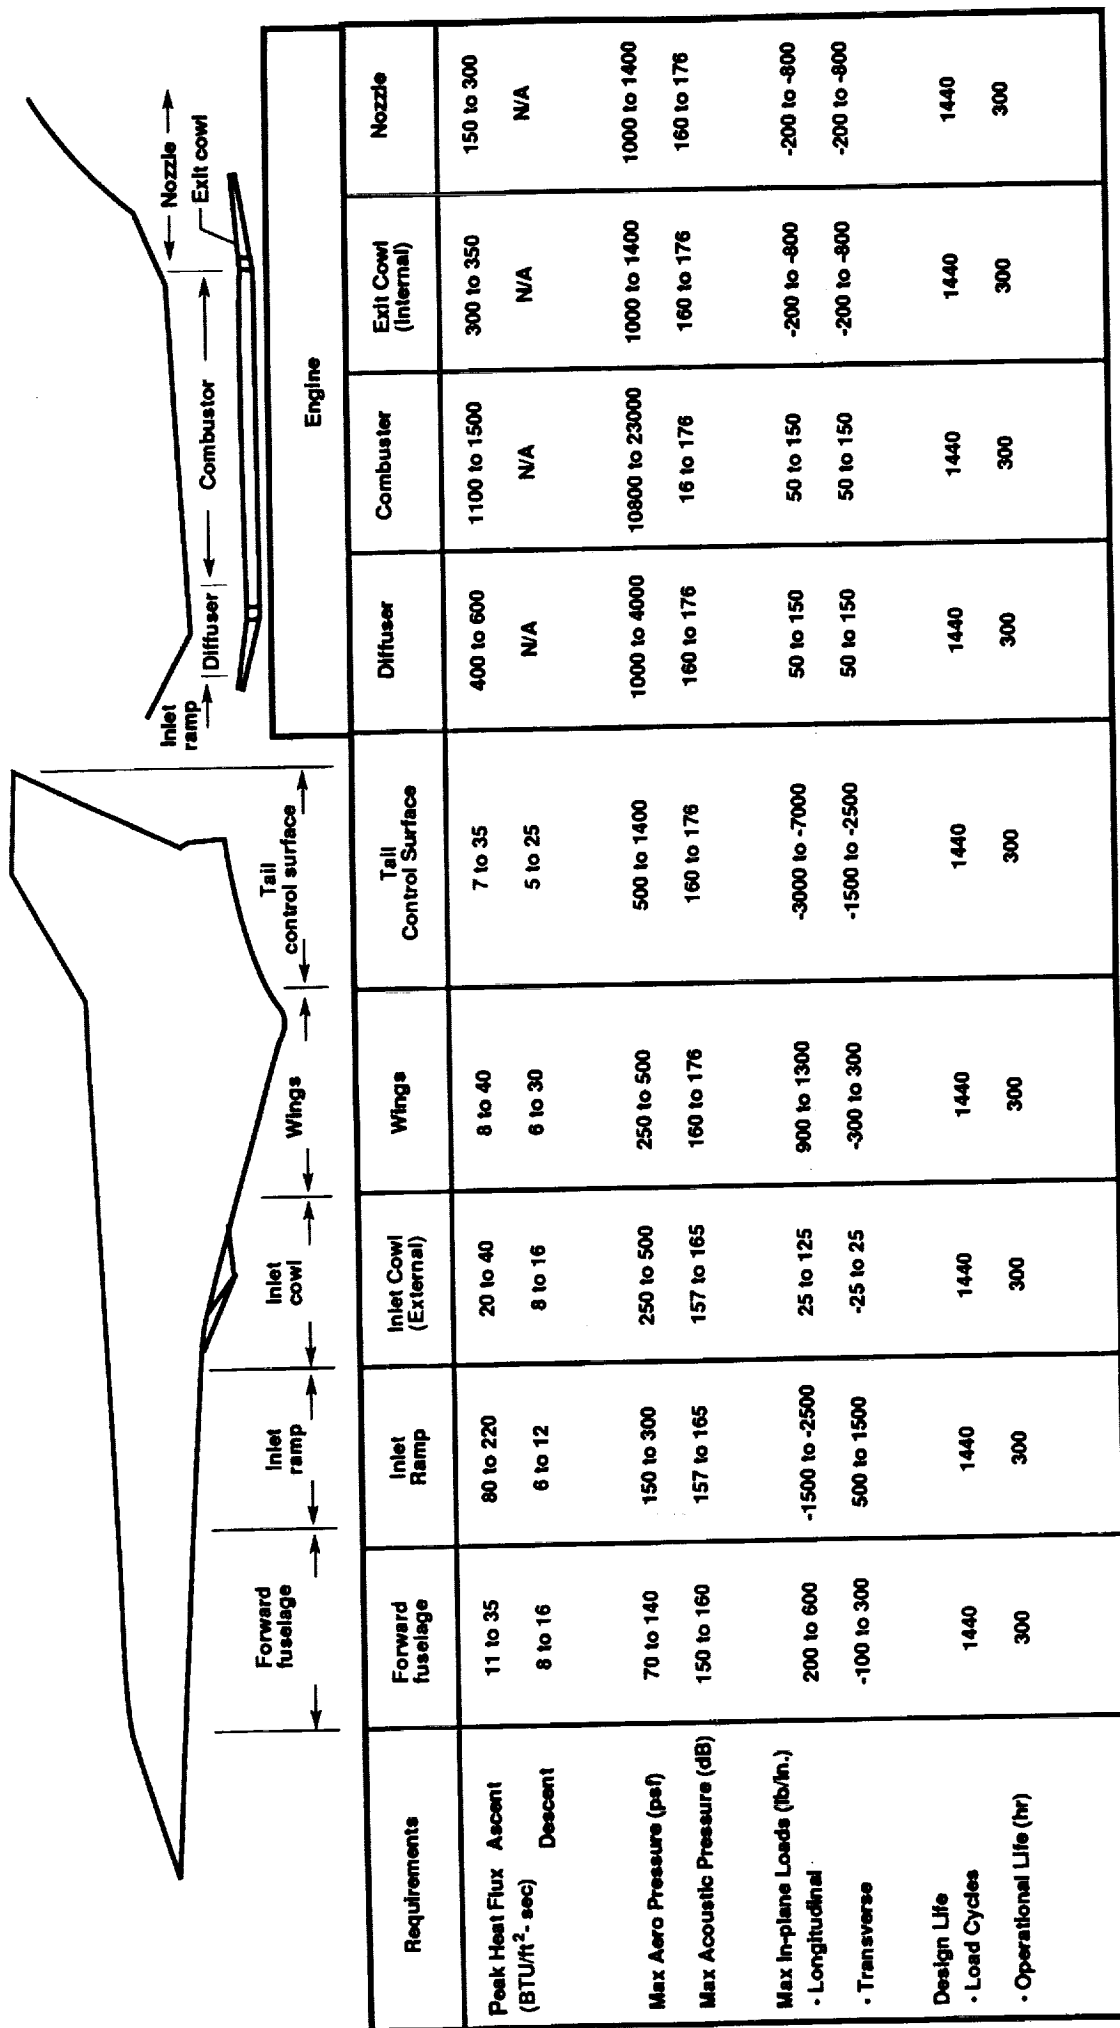 Forward
fuselage
Inlet
ramp
Inlet
cowl
Wings
Tail
control surface
Inlet
ramp
Diffuser
Combustor
Nozzle
Exit cowl
Engine
Requirements Forward fuselage Inlet Ramp Inlet Cowl (External) Wings Tail Control Surface Diffuser Combuster Exit Cowl (Internal) Nozzle
Peak Heat Flux Ascent 11 to 35 80 to 220 20 to 40 8 to 40 7 to 35 400 to 600 1100 to 1500 300 to 350 150 to 300
(BTU/ft²- sec) Descent 8 to 16 6 to 12 8 to 16 6 to 30 5 to 25 N/A N/A N/A N/A
Max Aero Pressure (psf) 70 to 140 150 to 300 250 to 500 250 to 500 500 to 1400 1000 to 4000 10800 to 23000 1000 to 1400 1000 to 1400
Max Acoustic Pressure (dB) 150 to 160 157 to 165 157 to 165 160 to 176 160 to 176 160 to 176 16 to 176 160 to 176 160 to 176
Max In-plane Loads (lb/in.)
• Longitudinal 200 to 600 -1500 to -2500 25 to 125 900 to 1300 -3000 to -7000 50 to 150 50 to 150 -200 to -800 -200 to -800
• Transverse -100 to 300 500 to 1500 -25 to 25 -300 to 300 -1500 to -2500 50 to 150 50 to 150 -200 to -800 -200 to -800
Design Life
• Load Cycles 1440 1440 1440 1440 1440 1440 1440 1440 1440
• Operational Life (hr) 300 300 300 300 300 300 300 300 300